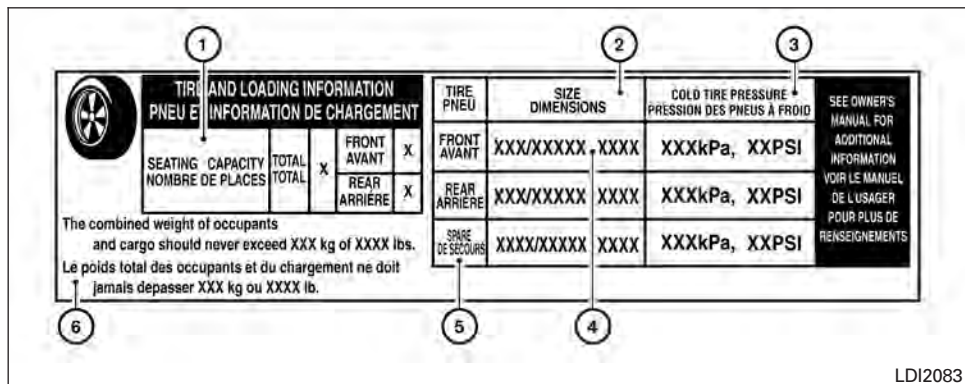 1
2
3
TIRE AND LOADING INFORMATION
PNEU ET INFORMATION DE CHARGEMENT
SEATING CAPACITY
NOMBRE DE PLACES
TOTAL
TOTAL
X
FRONT
AVANT
X
REAR
ARRIÈRE
X
The combined weight of occupants
and cargo should never exceed XXX kg of XXXX lbs.
Le poids total des occupants et du chargement ne doit
jamais depasser XXX kg ou XXXX lb.
TIRE
PNEU
SIZE
DIMENSIONS
COLD TIRE PRESSURE
PRESSION DES PNEUS À FROID
FRONT
AVANT
XXX/XXXXX XXXX
XXXkPa, XXPSI
REAR
ARRIÈRE
XXX/XXXXX XXXX
XXXkPa, XXPSI
SPARE
DE SECOURS
XXXX/XXXXX XXXX
XXXkPa, XXPSI
SEE OWNER'S
MANUAL FOR
ADDITIONAL
INFORMATION
VOIR LE MANUEL
DE L'USAGER
POUR PLUS DE
RENSEIGNEMENTS
6
5
4
LDI2083